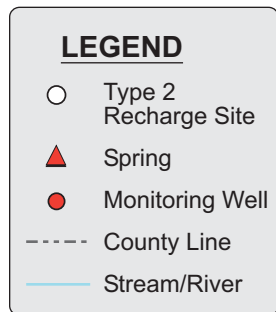 LEGEND
Type 2
Recharge Site
Spring
Monitoring Well
County Line
Stream/River